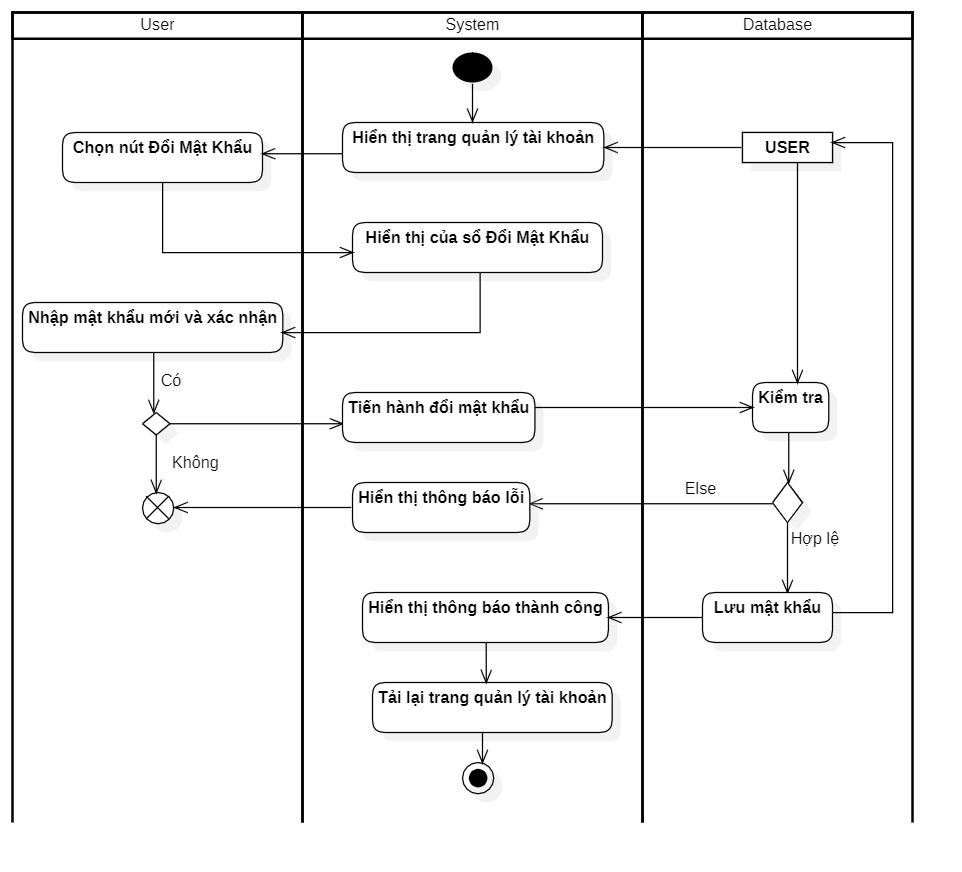 User
System
Database
Hiển thị trang quản lý tài khoản
Chọn nút Đổi Mật Khẩu
USER
Hiển thị của sổ Đổi Mật Khẩu
Nhập mật khẩu mới và xác nhận
Có
Tiến hành đổi mật khẩu
Kiểm tra
Không
Hiển thị thông báo lỗi
Else
Hợp lệ
Hiển thị thông báo thành công
Lưu mật khẩu
Tải lại trang quản lý tài khoản